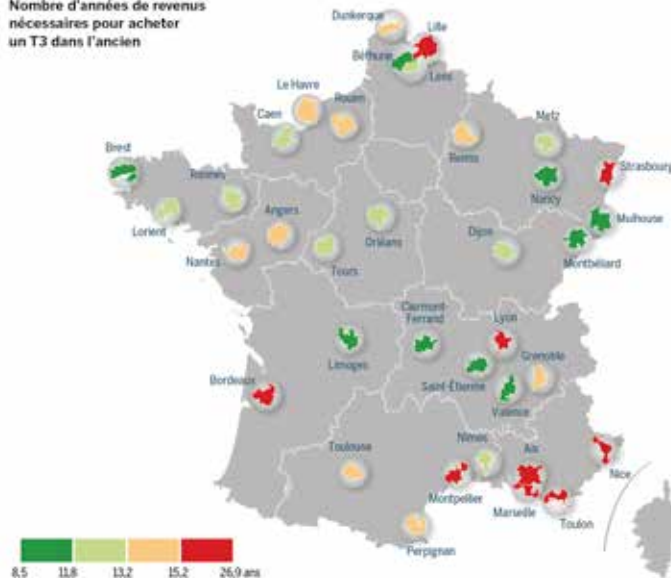 Nombre d'années de revenus
nécessaires pour acheter
un T3 dans l'ancien
Dunkerque
Lille
Béthune
Lens
Le Havre
Rouen
Caen
Metz
Reims
Brest
Strasbourg
Rennes
Nancy
Angers
Mulhouse
Lorient
Orléans
Dijon
Nantes
Tours
Montbéliard
Clermont-
Ferrand
Lyon
Limoges
Grenoble
Bordeaux
Saint-Étienne
Valence
Toulouse
Nîmes
Aix
Nice
Montpellier
Marseille
Toulon
Perpignan
8,5 11,8 13,2 15,2 26,9 ans